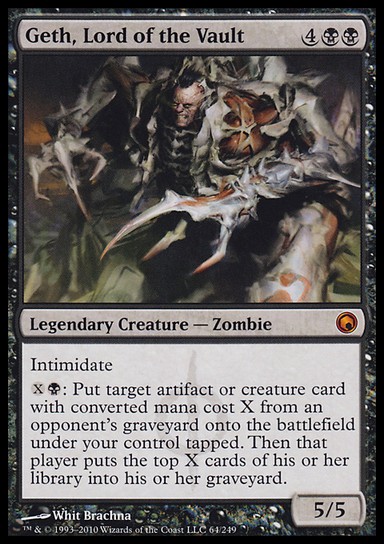 Geth, Lord of the Vault 4
Legendary Creature — Zombie
Intimidate
X : Put target artifact or creature card
with converted mana cost X from an
opponent's graveyard onto the battlefield
under your control tapped. Then that
player puts the top X cards of his or her
library into his or her graveyard.
Whit Brachna
5/5
™ & © 1993–2010 Wizards of the Coast LLC 64/249